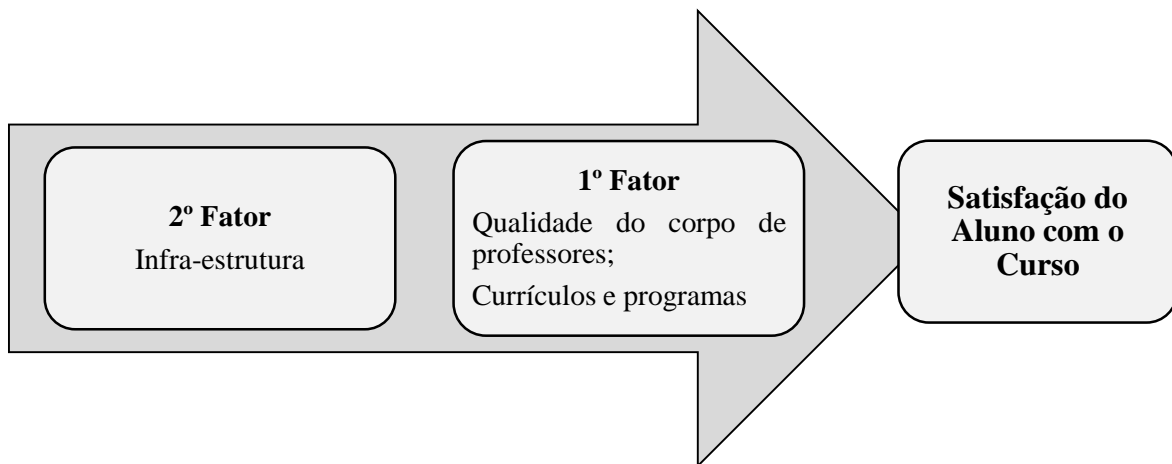 2º Fator
Infra-estrutura
1º Fator
Qualidade do corpo de
professores;
Currículos e programas
Satisfação do
Aluno com o
Curso